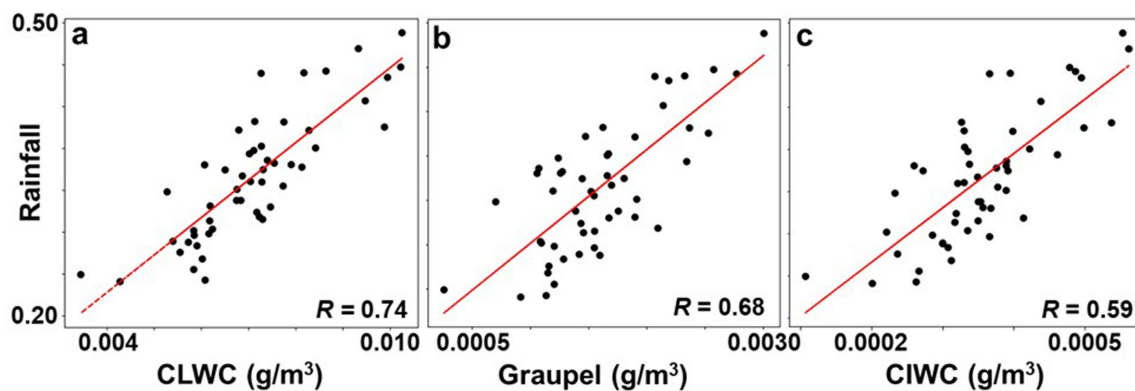 0.50
Rainfall
0.20
a
R = 0.74
0.004
0.010
CLWC (g/m³)
b
R = 0.68
0.0005
0.003
Graupel (g/m³)
c
R = 0.59
0.0002
0.0005
CIWC (g/m³)